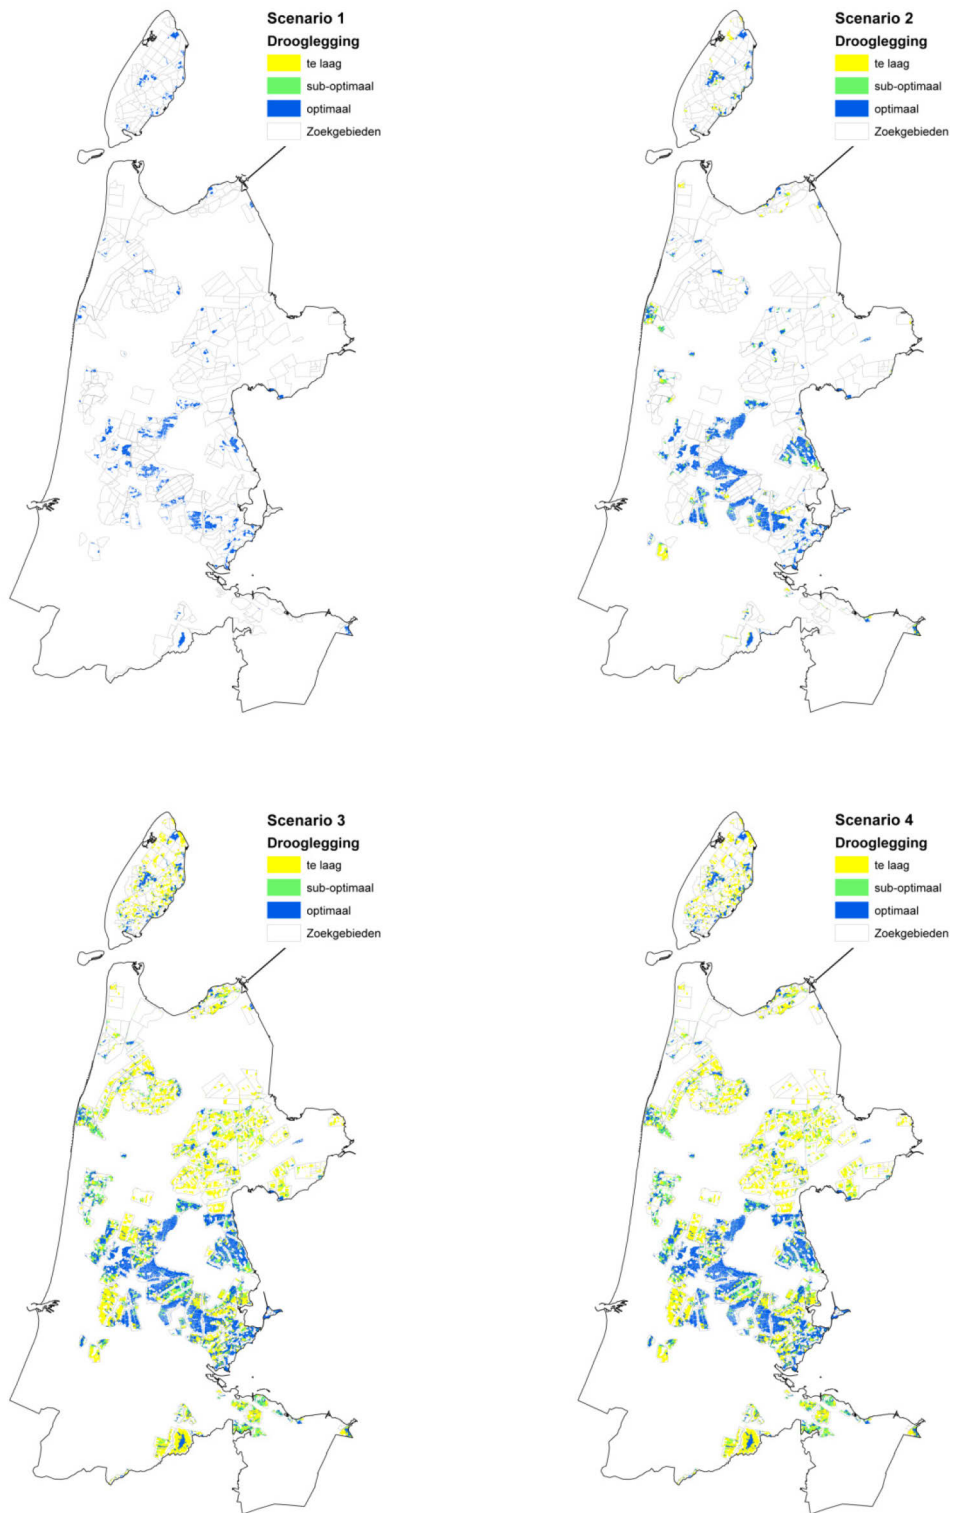 Scenario 1
Drooglegging
te laag
sub-optimaal
optimaal
Zoekgebieden
Scenario 2
Drooglegging
te laag
sub-optimaal
optimaal
Zoekgebieden
Scenario 3
Drooglegging
te laag
sub-optimaal
optimaal
Zoekgebieden
Scenario 4
Drooglegging
te laag
sub-optimaal
optimaal
Zoekgebieden